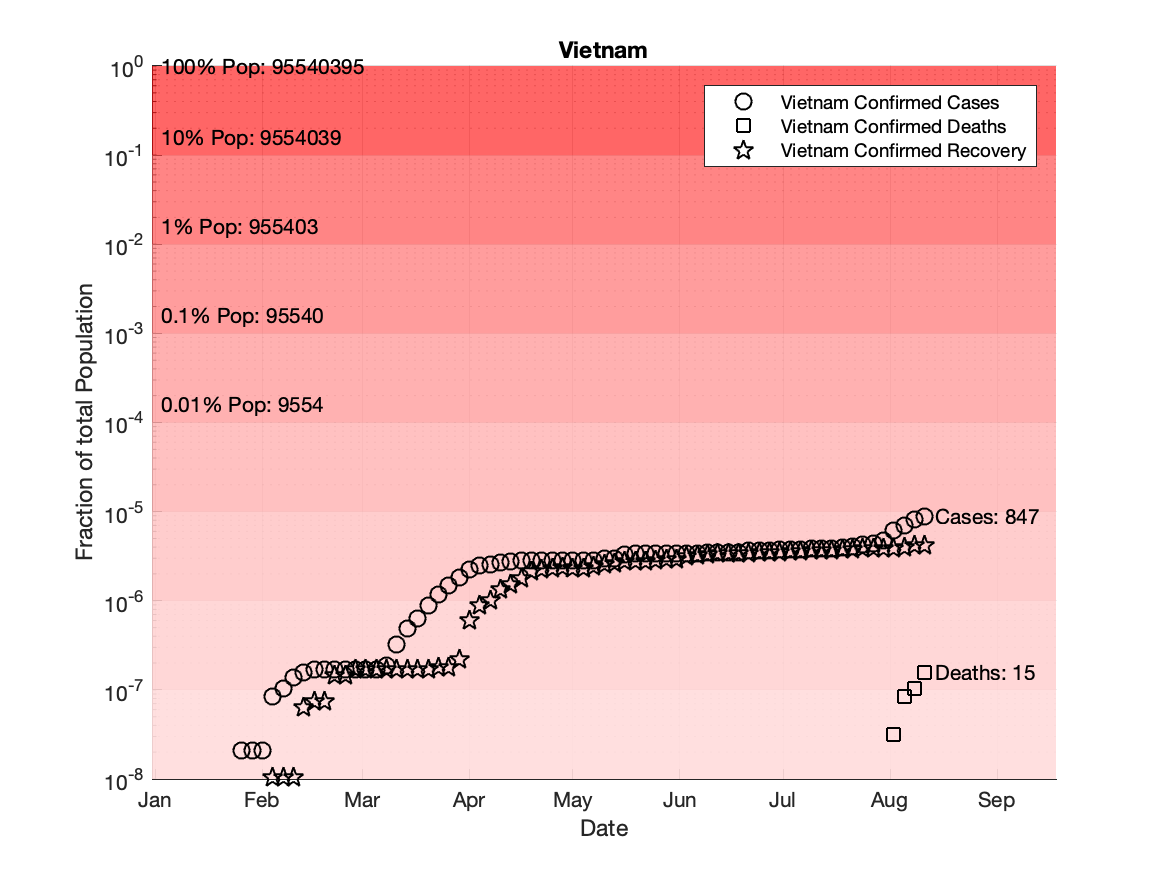 Vietnam
10^0
100% Pop: 95540395
Vietnam Confirmed Cases
Vietnam Confirmed Deaths
Vietnam Confirmed Recovery
10% Pop: 9554039
10^-1
1% Pop: 955403
10^-2
0.1% Pop: 95540
10^-3
0.01% Pop: 9554
10^-4
10^-5
Cases: 847
10^-6
Deaths: 15
10^-7
10^-8
Fraction of total Population
Jan Feb Mar Apr May Jun Jul Aug Sep
Date